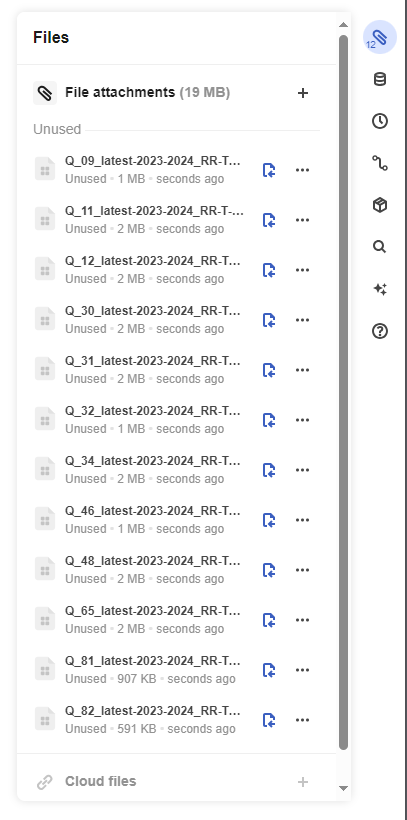 Files
12
File attachments (19 MB)
Unused
Q_09_latest-2023-2024_RR-T...
Unused • 1 MB • seconds ago
Q_11_latest-2023-2024_RR-T-...
Unused • 2 MB • seconds ago
Q_12_latest-2023-2024_RR-T...
Unused • 2 MB • seconds ago
Q_30_latest-2023-2024_RR-T...
Unused • 2 MB • seconds ago
Q_31_latest-2023-2024_RR-T...
Unused • 2 MB • seconds ago
Q_32_latest-2023-2024_RR-T...
Unused • 1 MB • seconds ago
Q_34_latest-2023-2024_RR-T...
Unused • 2 MB • seconds ago
Q_46_latest-2023-2024_RR-T...
Unused • 1 MB • seconds ago
Q_48_latest-2023-2024_RR-T...
Unused • 2 MB • seconds ago
Q_65_latest-2023-2024_RR-T...
Unused • 2 MB • seconds ago
Q_81_latest-2023-2024_RR-T...
Unused • 907 KB • seconds ago
Q_82_latest-2023-2024_RR-T...
Unused • 591 KB • seconds ago
Cloud files